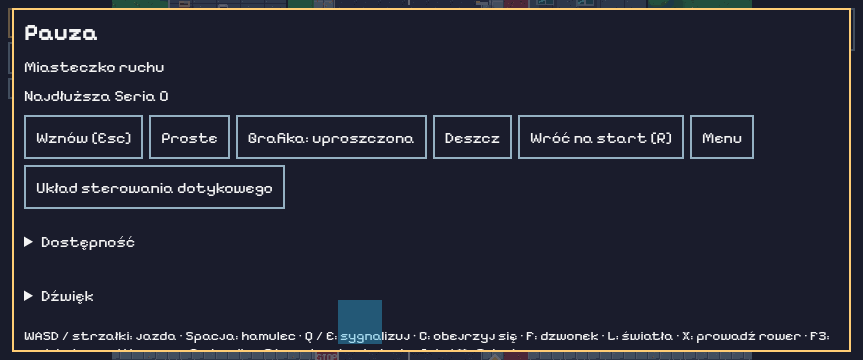 Pauza
Miasteczko ruchu
Najdłuższa Seria 0
Wznów (Esc) Proste Grafika: uproszczona Deszcz Wróć na start (R) Menu
Układ sterowania dotykowego
Dostępność
Dźwięk
WASD / strzałki: jazda · Spacja: hamulec · Q / E: sygnalizuj · C: obejrzyj się · F: dzwonek · L: światła · X: prowadź rower · F3: